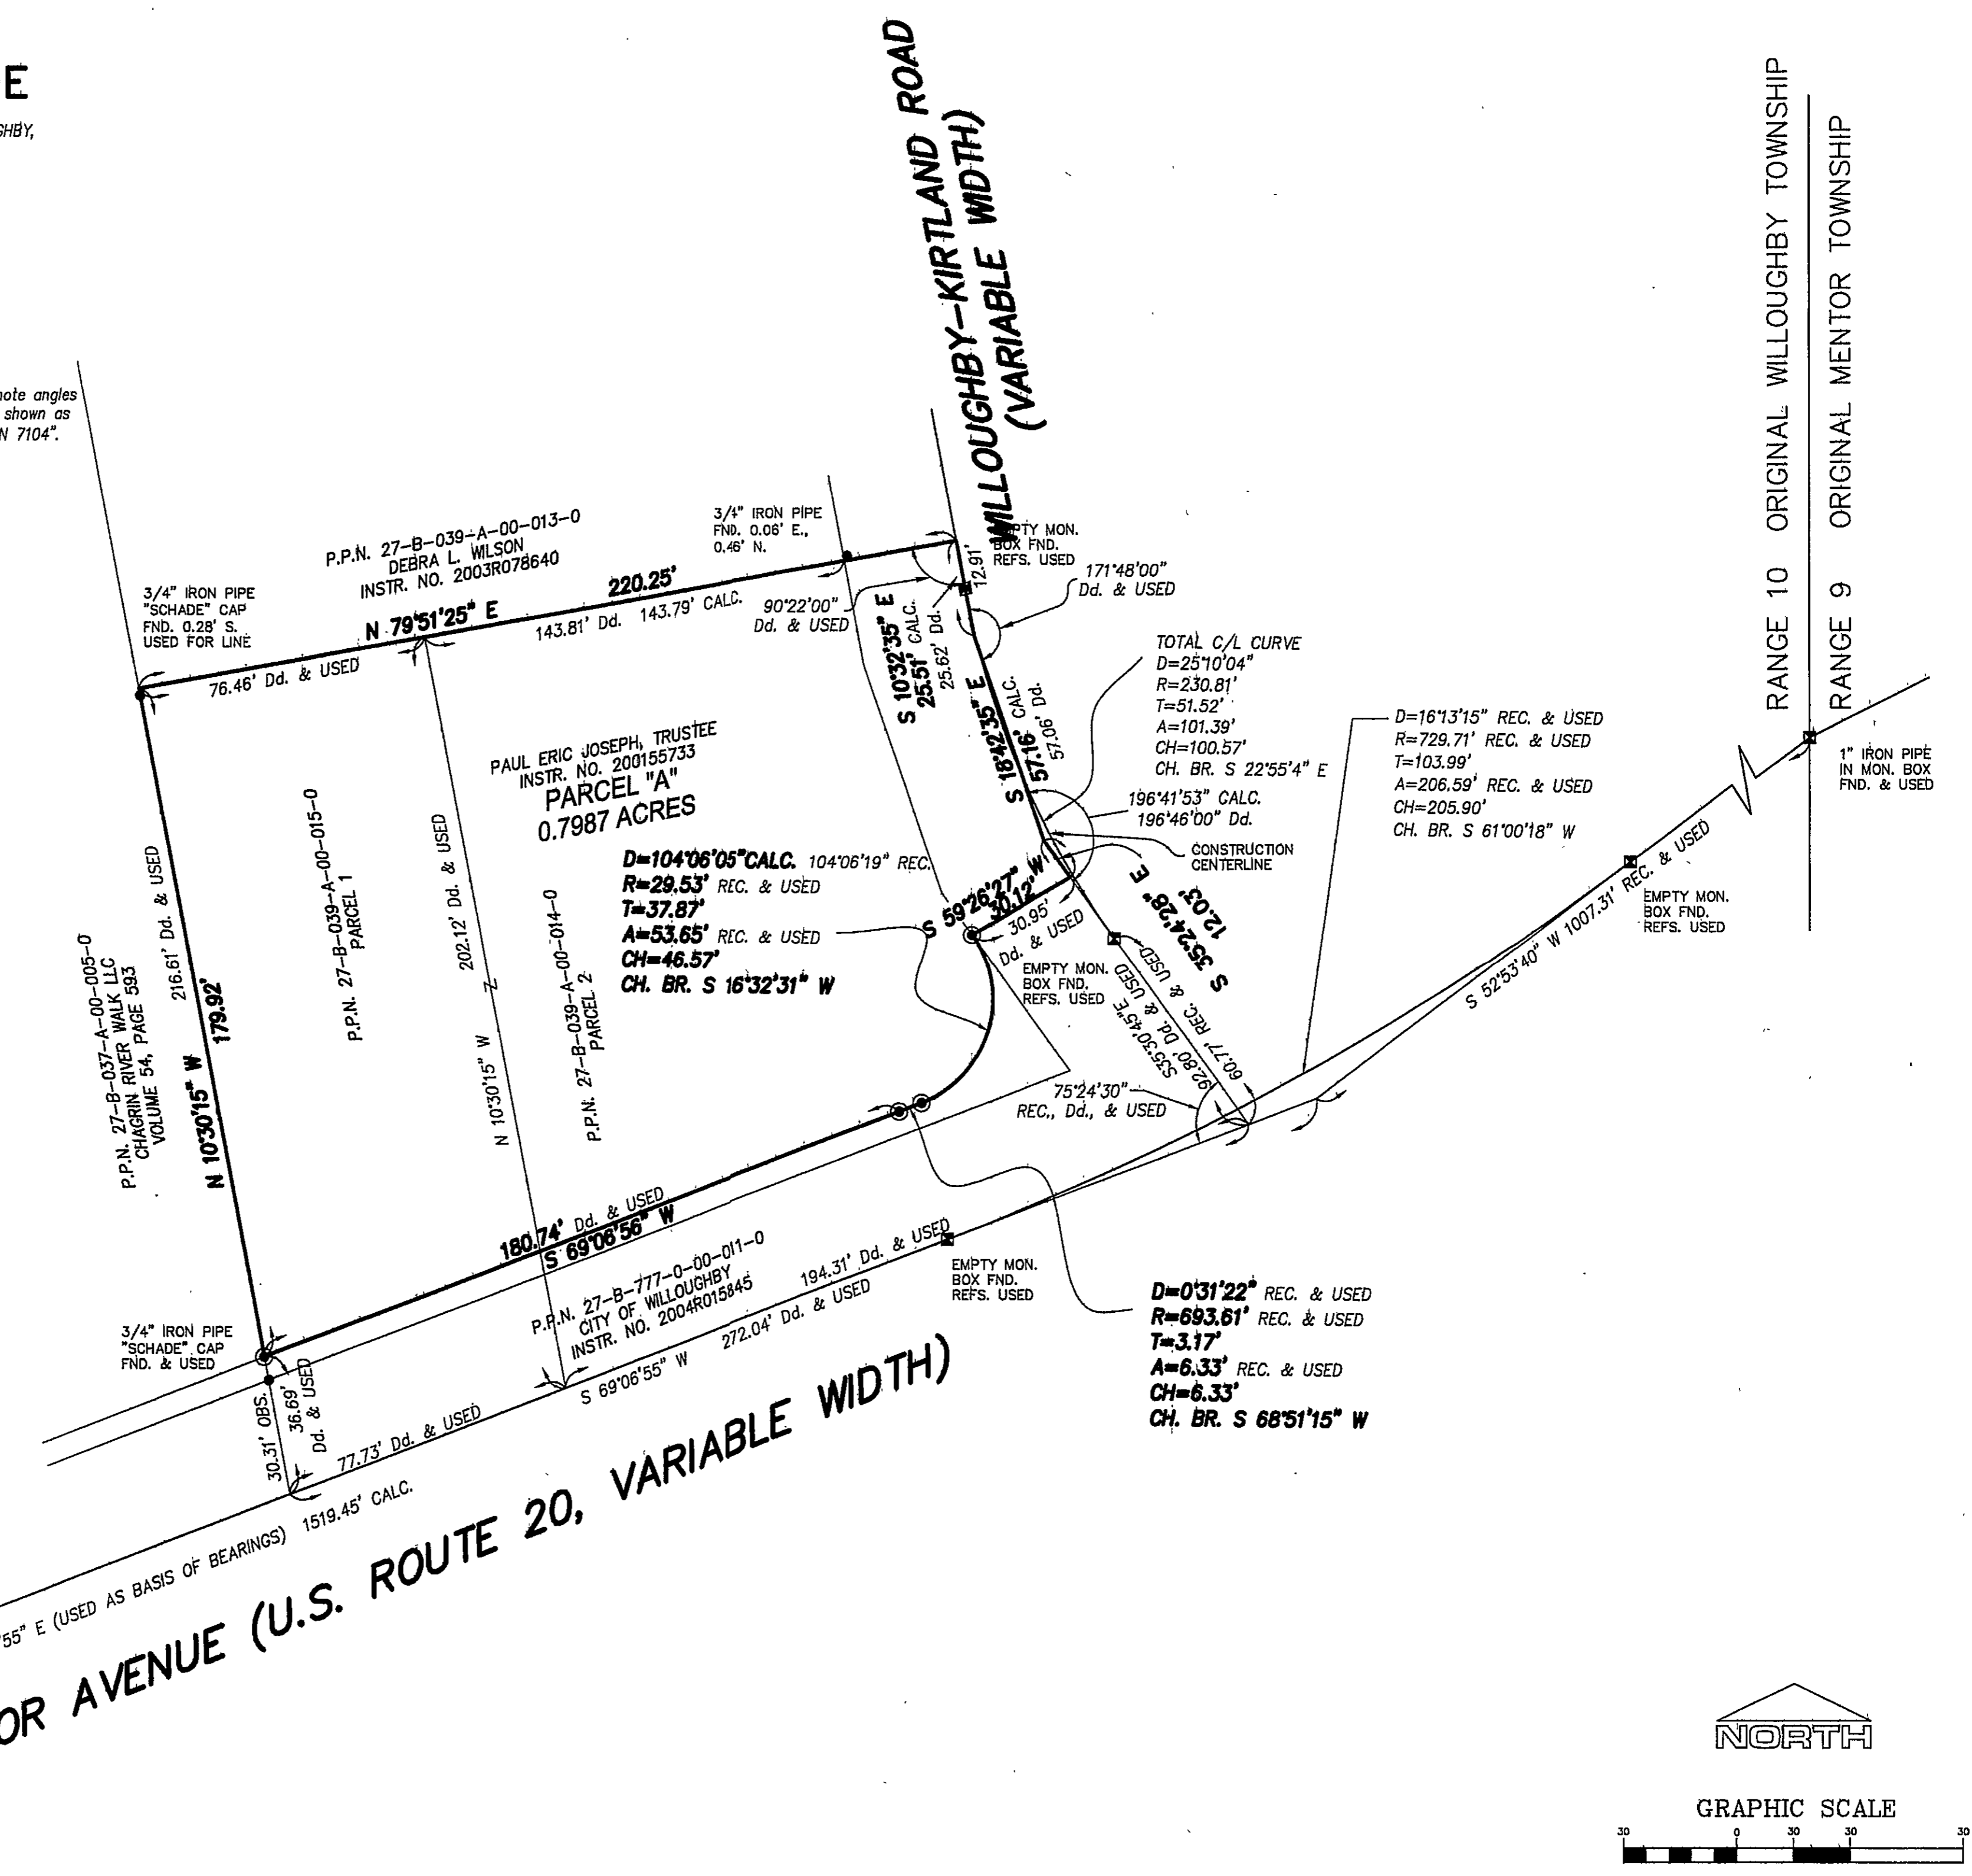 E
GHBY,
WILLOUGHBY-KIRTLAND ROAD
(VARIABLE WIDTH)
RANGE 10 ORIGINAL WILLOUGHBY TOWNSHIP
RANGE 9 ORIGINAL MENTOR TOWNSHIP
note angles
shown as
N 7104".
P.P.N. 27-B-039-A-00-013-0
DEBRA L. WILSON
INSTR. NO. 2003R078640
3/4" IRON PIPE
FND. 0.06' E.,
0.46' N.
3/4" IRON PIPE
"SCHADE" CAP
FND. 0.28' S.
USED FOR LINE
N 79°51'25" E
220.25'
76.46' Dd. & USED
143.81' Dd. 143.79' CALC.
90°22'00"
Dd. & USED
EMPTY MON.
BOX FND.
REFS. USED
12.91'
171°48'00"
Dd. & USED
S 10°32'35" E
25.51' CALC.
25.62' Dd.
S 18°42'35" E
57.16' CALC.
57.06' Dd.
TOTAL C/L CURVE
D=25°10'04"
R=230.81'
T=51.52'
A=101.39'
CH=100.57'
CH. BR. S 22°55'4" E
196°41'53" CALC.
196°46'00" Dd.
CONSTRUCTION
CENTERLINE
D=16°13'15" REC. & USED
R=729.71' REC. & USED
T=103.99'
A=206.59' REC. & USED
CH=205.90'
CH. BR. S 61°00'18" W
1" IRON PIPE
IN MON. BOX
FND. & USED
PAUL ERIC JOSEPH, TRUSTEE
INSTR. NO. 200155733
PARCEL "A"
0.7987 ACRES
D=104°06'05"CALC. 104°06'19" REC.
R=29.53' REC. & USED
T=37.87'
A=53.65' REC. & USED
CH=46.57'
CH. BR. S 16°32'31" W
S 59°26'27" W
30.12'
30.95'
Dd. & USED
S 35°24'28" E
12.03'
EMPTY MON.
BOX FND.
REFS. USED
S35°30'45"E
92.80' Dd. & USED
60.77' REC. & USED
S 52°53'40" W 1007.31' REC. & USED
EMPTY MON.
BOX FND.
REFS. USED
75°24'30"
REC., Dd., & USED
P.P.N. 27-B-037-A-00-005-0
CHAGRIN RIVER WALK LLC
VOLUME 54, PAGE 593
216.61' Dd. & USED
N 10°30'15" W 179.92'
P.P.N. 27-B-039-A-00-015-0
PARCEL 1
202.12' Dd. & USED
Z
N 10°30'15" W
P.P.N: 27-B-039-A-00-014-0
PARCEL 2
180.74' Dd. & USED
S 69°06'56" W
P.P.N. 27-B-777-0-00-011-0
CITY OF WILLOUGHBY
INSTR. NO. 2004R015845
194.31' Dd. & USED
S 69°06'55" W 272.04' Dd. & USED
EMPTY MON.
BOX FND.
REFS. USED
D=0°31'22" REC. & USED
R=693.61' REC. & USED
T=3.17'
A=6.33' REC. & USED
CH=6.33'
CH. BR. S 68°51'15" W
3/4" IRON PIPE
"SCHADE" CAP
FND. & USED
30.31' OBS.
36.69'
Dd. & USED
77.73' Dd. & USED
'55" E (USED AS BASIS OF BEARINGS) 1519.45' CALC.
OR AVENUE (U.S. ROUTE 20, VARIABLE WIDTH)
NORTH
GRAPHIC SCALE
30 0 30 30 30